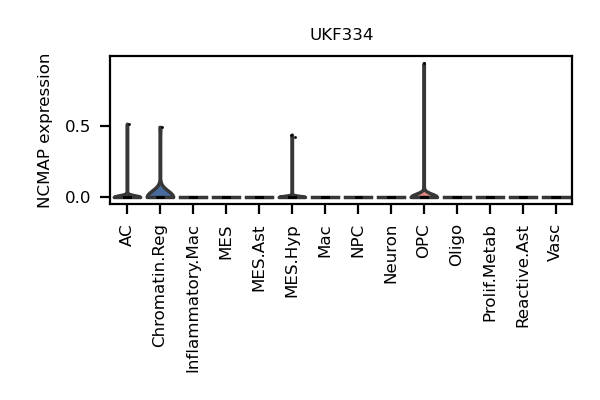 UKF334
NCMAP expression
0.5
0.0
AC
Chromatin.Reg
Inflammatory.Mac
MES
MES.Ast
MES.Hyp
Mac
NPC
Neuron
OPC
Oligo
Prolif.Metab
Reactive.Ast
Vasc